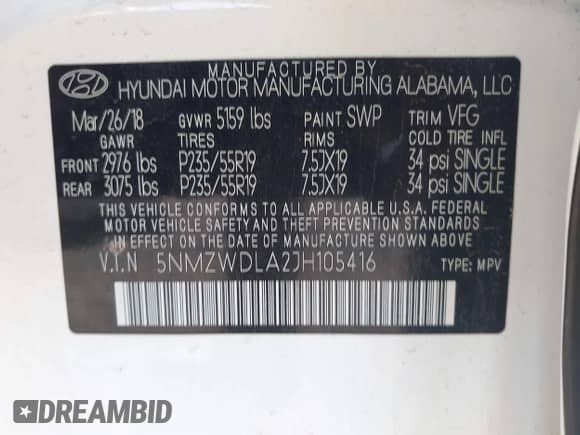 MANUFACTURED BY
HYUNDAI MOTOR MANUFACTURING ALABAMA, LLC
Mar/26/18 GVWR 5159 lbs PAINT SWP TRIM VFG
GAWR TIRES RIMS COLD TIRE INFL
FRONT 2976 lbs P235/55R19 7.5JX19 34 psi SINGLE
REAR 3075 lbs P235/55R19 7.5JX19 34 psi SINGLE
THIS VEHICLE CONFORMS TO ALL APPLICABLE U.S.A. FEDERAL
MOTOR VEHICLE SAFETY AND THEFT PREVENTION STANDARDS
IN EFFECT ON THE DATE OF MANUFACTURE SHOWN ABOVE.
V.I.N 5NMZWDLA2JH105416 TYPE: MPV
DREAMBID